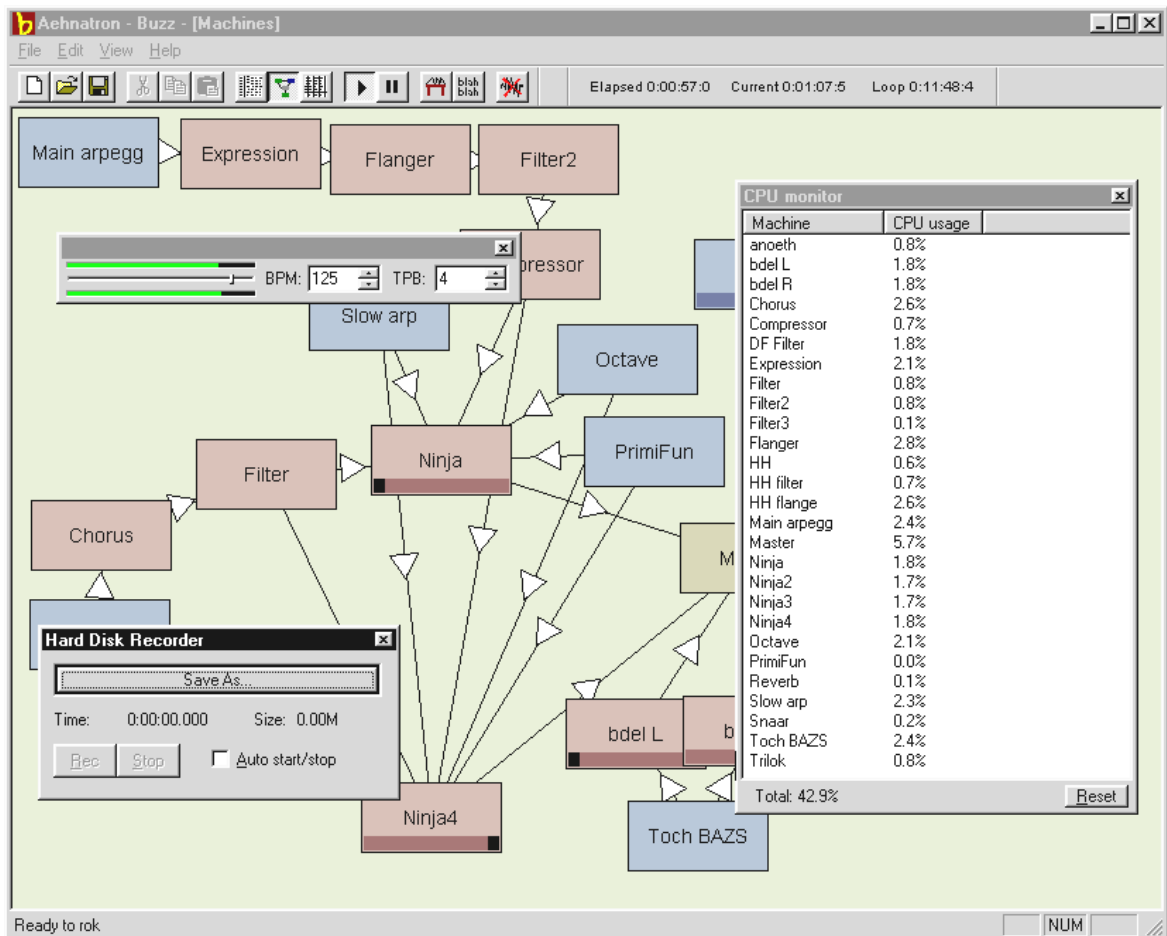 Aehnatron - Buzz - [Machines]
File Edit View Help
blah
blah
Elapsed 0:00:57:0 Current 0:01:07:5 Loop 0:11:48:4
Main arpegg
Expression
Flanger
Filter2
pressor
BPM: 125 TPB: 4
Slow arp
Octave
PrimiFun
Ninja
Filter
Chorus
M
bdel L
b
Ninja4
Toch BAZS
Hard Disk Recorder
Save As...
Time: 0:00:00.000 Size: 0.00M
Rec Stop Auto start/stop
CPU monitor
Machine CPU usage
anoeth 0.8%
bdel L 1.8%
bdel R 1.8%
Chorus 2.6%
Compressor 0.7%
DF Filter 1.8%
Expression 2.1%
Filter 0.8%
Filter2 0.8%
Filter3 0.1%
Flanger 2.8%
HH 0.6%
HH filter 0.7%
HH flange 2.6%
Main arpegg 2.4%
Master 5.7%
Ninja 1.8%
Ninja2 1.7%
Ninja3 1.7%
Ninja4 1.8%
Octave 2.1%
PrimiFun 0.0%
Reverb 0.1%
Slow arp 2.3%
Snaar 0.2%
Toch BAZS 2.4%
Trilok 0.8%
Total: 42.9% Reset
Ready to rok
NUM